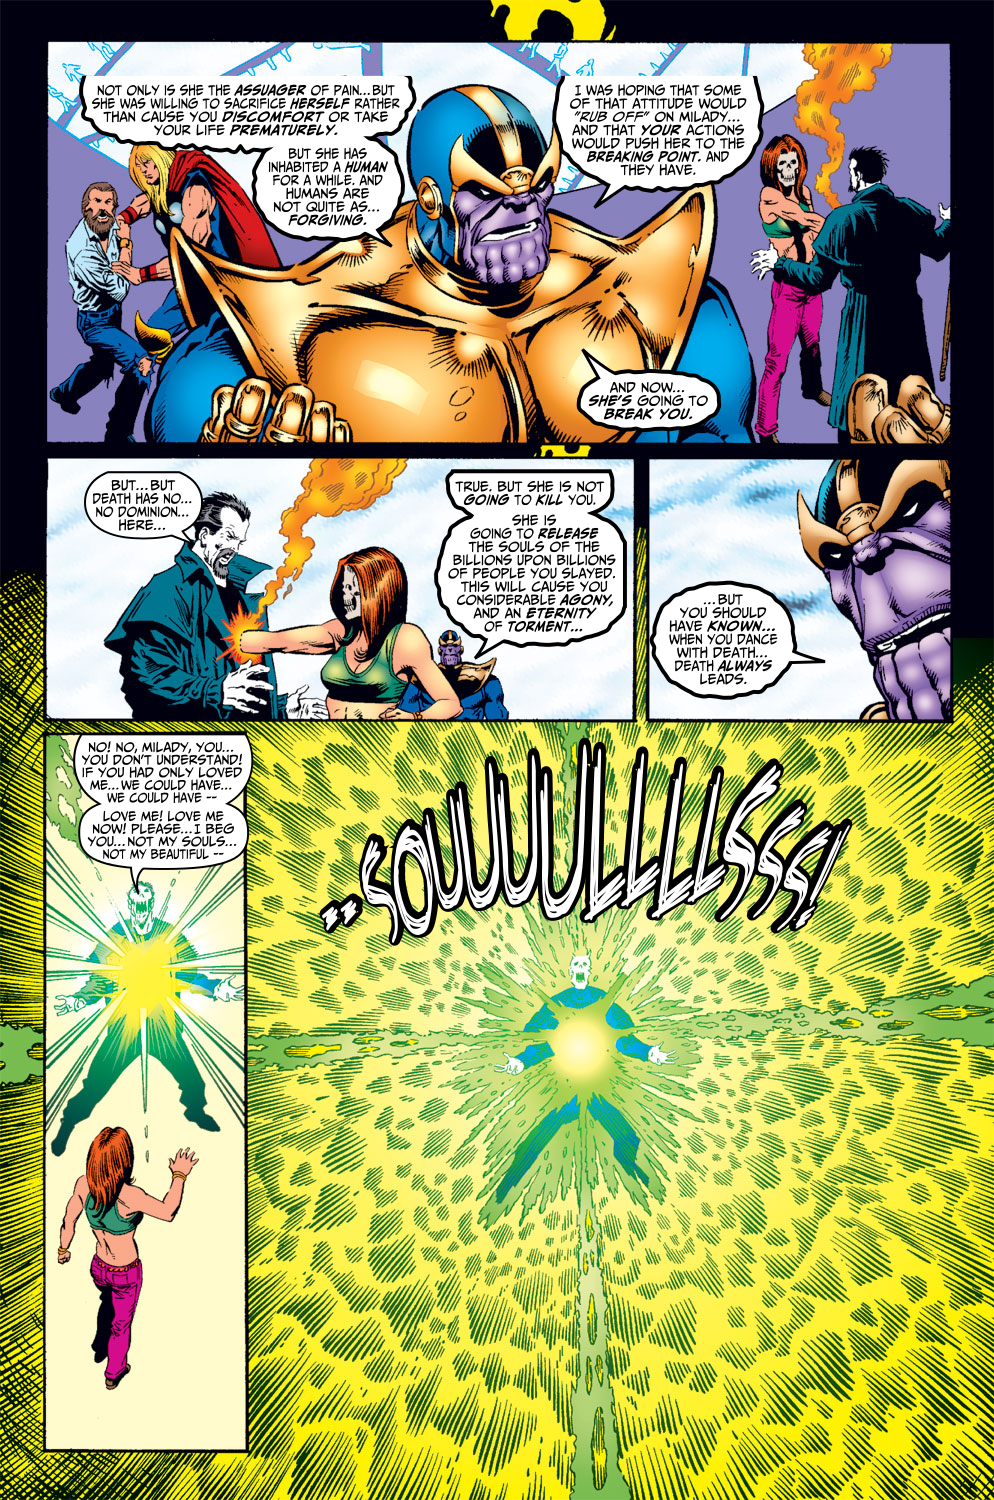 NOT ONLY IS SHE THE ASSUAGER OF PAIN...BUT
SHE WAS WILLING TO SACRIFICE HERSELF RATHER
THAN CAUSE YOU DISCOMFORT OR TAKE
YOUR LIFE PREMATURELY.
BUT SHE HAS
INHABITED A HUMAN
FOR A WHILE. AND
HUMANS ARE
NOT QUITE AS...
FORGIVING.
I WAS HOPING THAT SOME
OF THAT ATTITUDE WOULD
"RUB OFF" ON MILADY...
...AND THAT YOUR ACTIONS
WOULD PUSH HER TO THE
BREAKING POINT. AND
THEY HAVE.
AND NOW...
SHE'S GOING TO
BREAK YOU.
BUT...BUT
DEATH HAS NO...
NO DOMINION...
HERE...
TRUE. BUT SHE IS NOT
GOING TO KILL YOU.
SHE IS
GOING TO RELEASE
THE SOULS OF THE
BILLIONS UPON BILLIONS
OF PEOPLE YOU SLAYED.
THIS WILL CAUSE YOU
CONSIDERABLE AGONY,
AND AN ETERNITY
OF TORMENT...
...BUT
YOU SHOULD
HAVE KNOWN...
WHEN YOU DANCE
WITH DEATH...
DEATH ALWAYS
LEADS.
NO! NO, MILADY, YOU...
YOU DON'T UNDERSTAND!
IF YOU HAD ONLY LOVED
ME...WE COULD HAVE...
WE COULD HAVE --
LOVE ME! LOVE ME
NOW! PLEASE...I BEG
YOU...NOT MY SOULS...
NOT MY BEAUTIFUL --
--SOUUUUULLLLLSSSS!